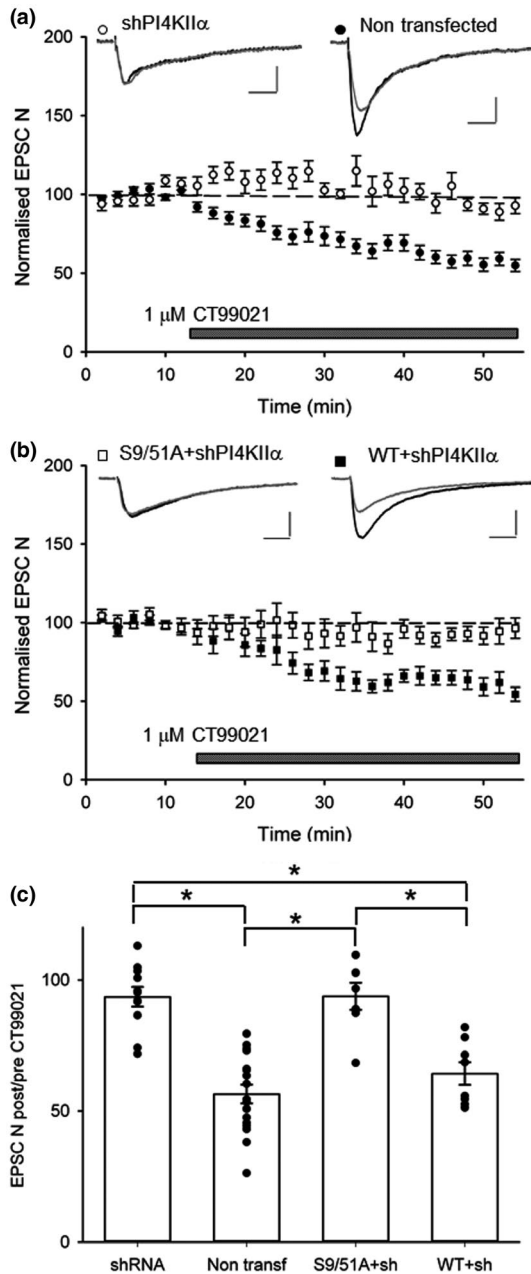 (a)
shPI4KIIα
Non transfected
Normalised EPSC N
200
150
100
50
0
1 μM CT99021
0 10 20 30 40 50
Time (min)
(b)
S9/51A+shPI4KIIα
WT+shPI4KIIα
Normalised EPSC N
200
150
100
50
0
1 μM CT99021
0 10 20 30 40 50
Time (min)
(c)
*
* *
*
EPSC N post/pre CT99021
100
50
0
shRNA Non transf S9/51A+sh WT+sh